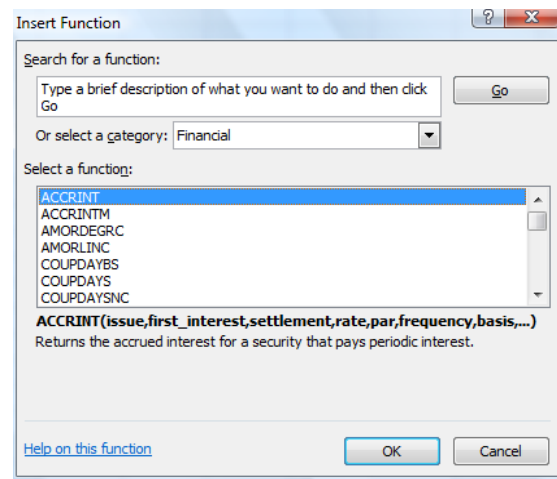 Insert Function
?
Search for a function:
Type a brief description of what you want to do and then click
Go
Go
Or select a category: Financial
Select a function:
ACCRINT
ACCRINTM
AMORDEGRC
AMORLINC
COUPDAYBS
COUPDAYS
COUPDAYSNC
ACCRINT(issue,first_interest,settlement,rate,par,frequency,basis,...)
Returns the accrued interest for a security that pays periodic interest.
Help on this function
OK Cancel